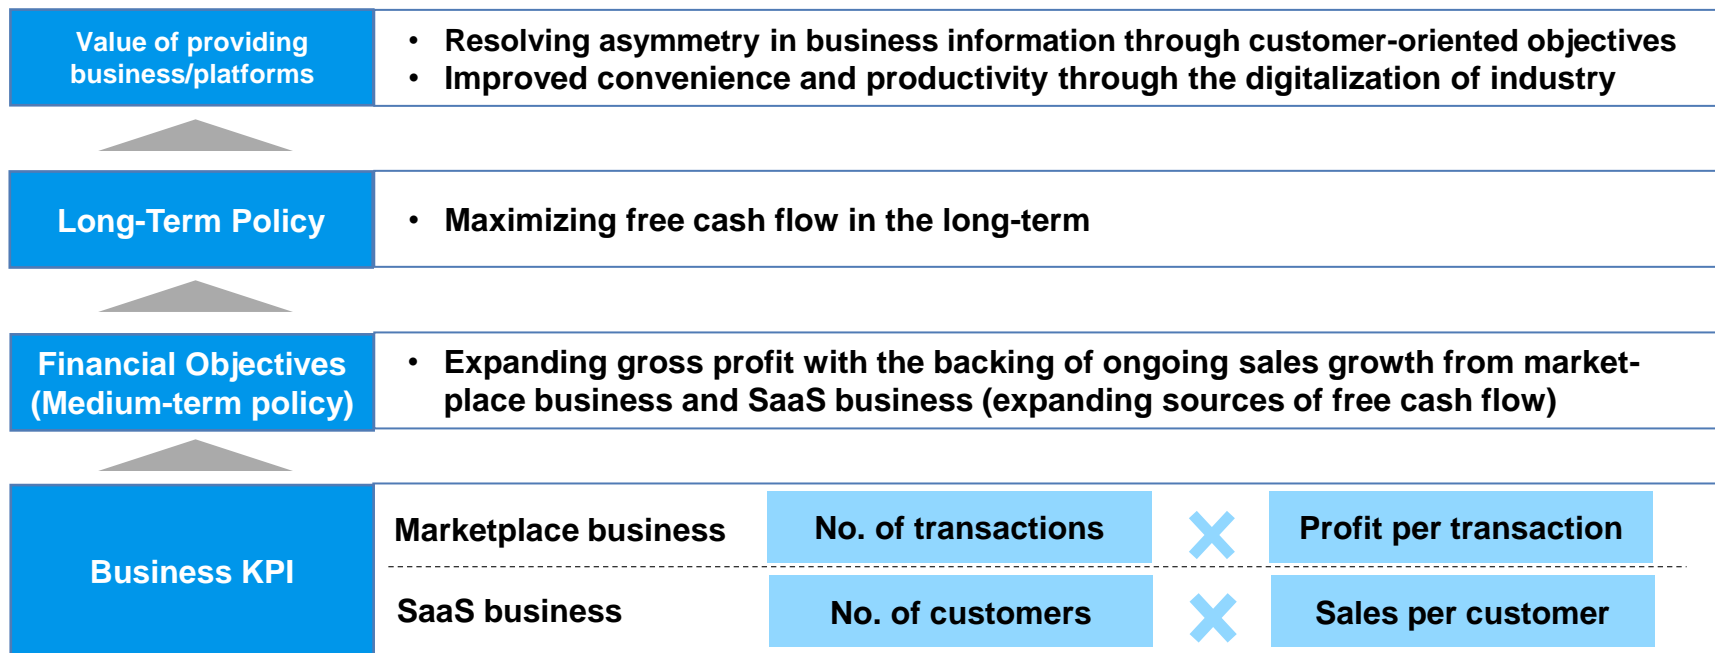 Value of providing
business/platforms
• Resolving asymmetry in business information through customer-oriented objectives
• Improved convenience and productivity through the digitalization of industry
Long-Term Policy
• Maximizing free cash flow in the long-term
Financial Objectives
(Medium-term policy)
• Expanding gross profit with the backing of ongoing sales growth from market-
place business and SaaS business (expanding sources of free cash flow)
Business KPI
Marketplace business No. of transactions × Profit per transaction
SaaS business No. of customers × Sales per customer